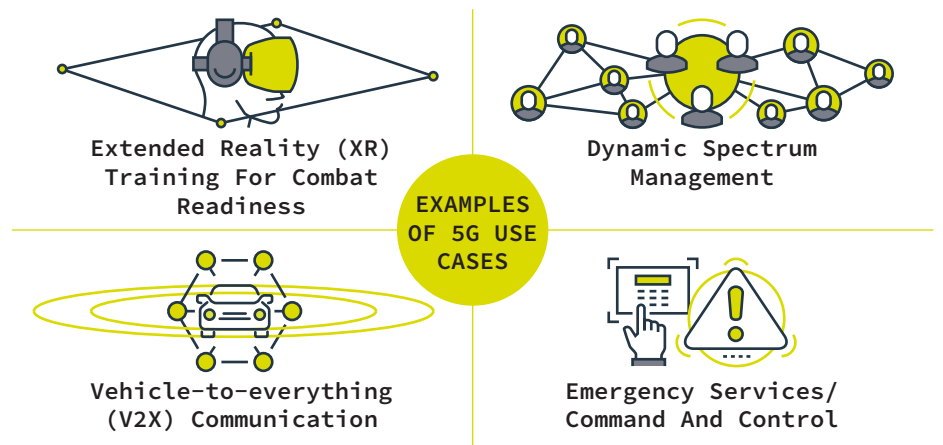 Extended Reality (XR)
Training For Combat
Readiness
Dynamic Spectrum
Management
EXAMPLES
OF 5G USE
CASES
Vehicle-to-everything
(V2X) Communication
Emergency Services/
Command And Control